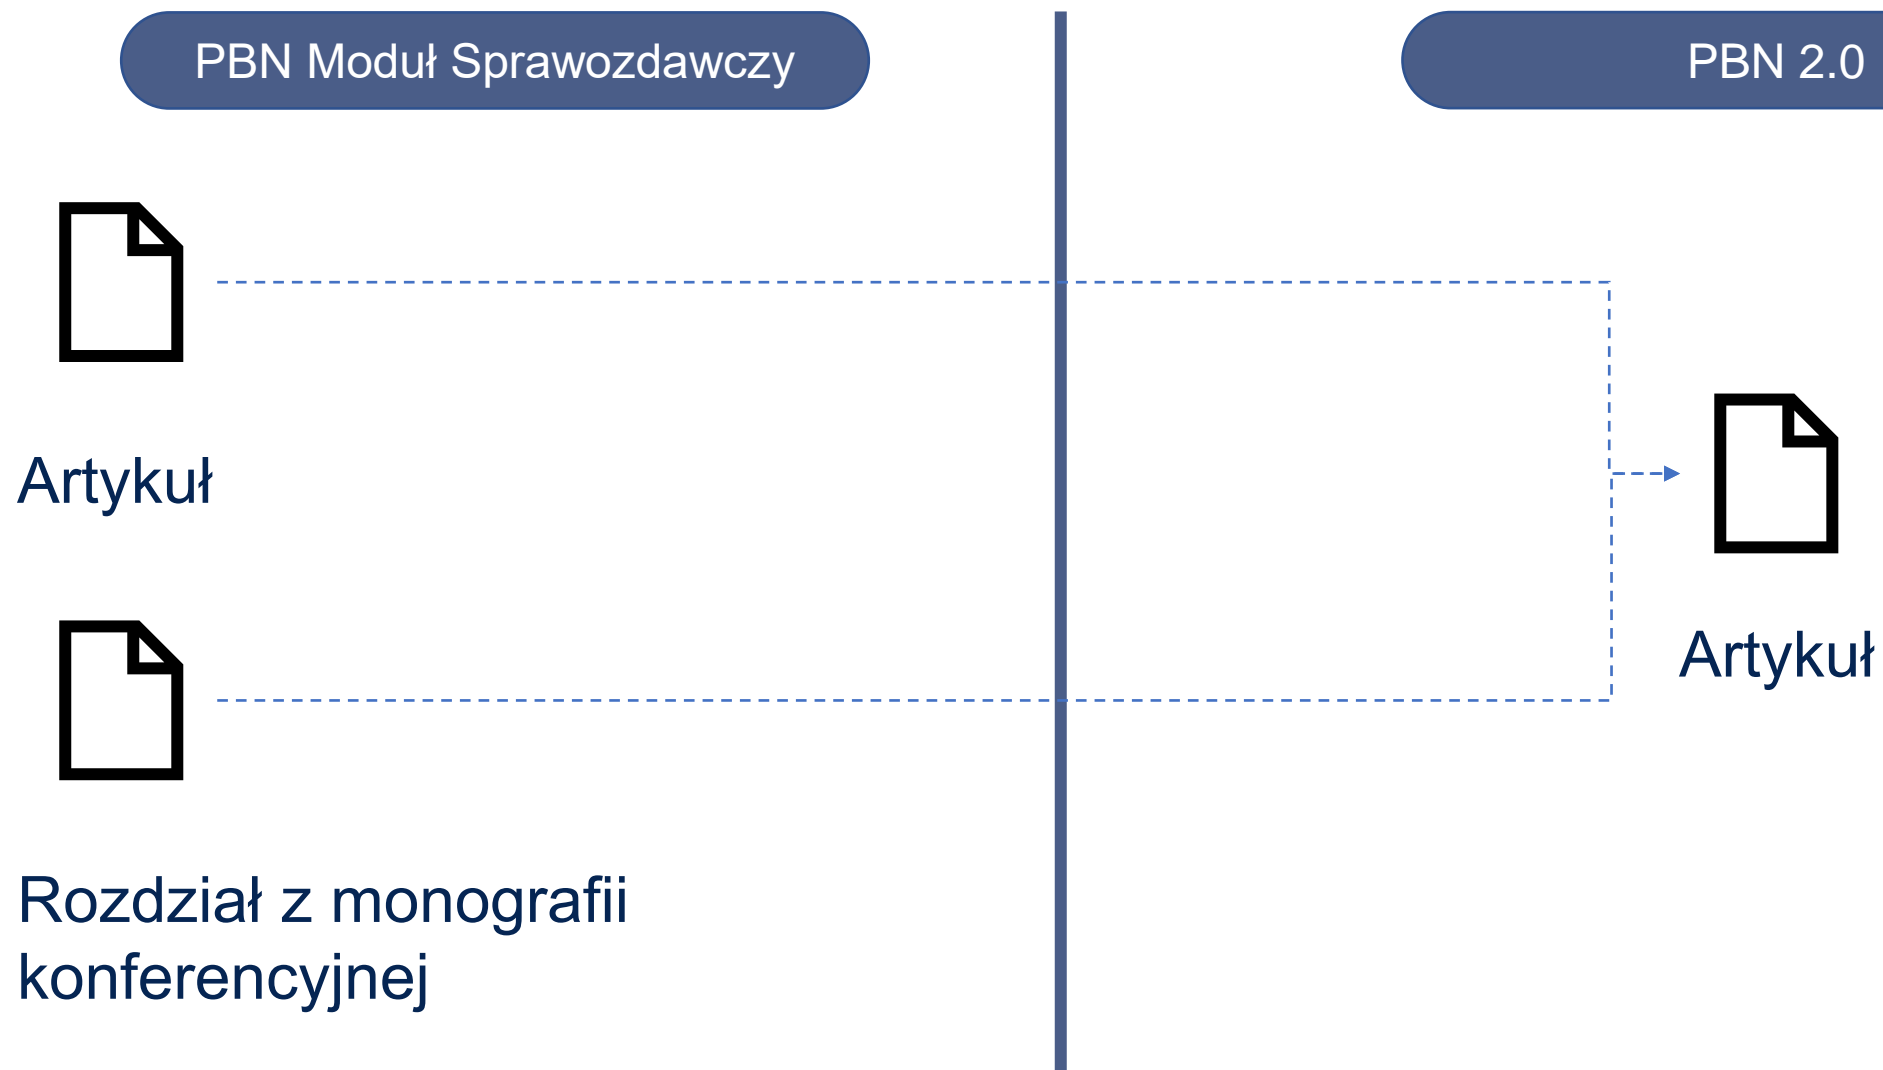 PBN Moduł Sprawozdawczy
PBN 2.0
Artykuł
Artykuł
Rozdział z monografii
konferencyjnej